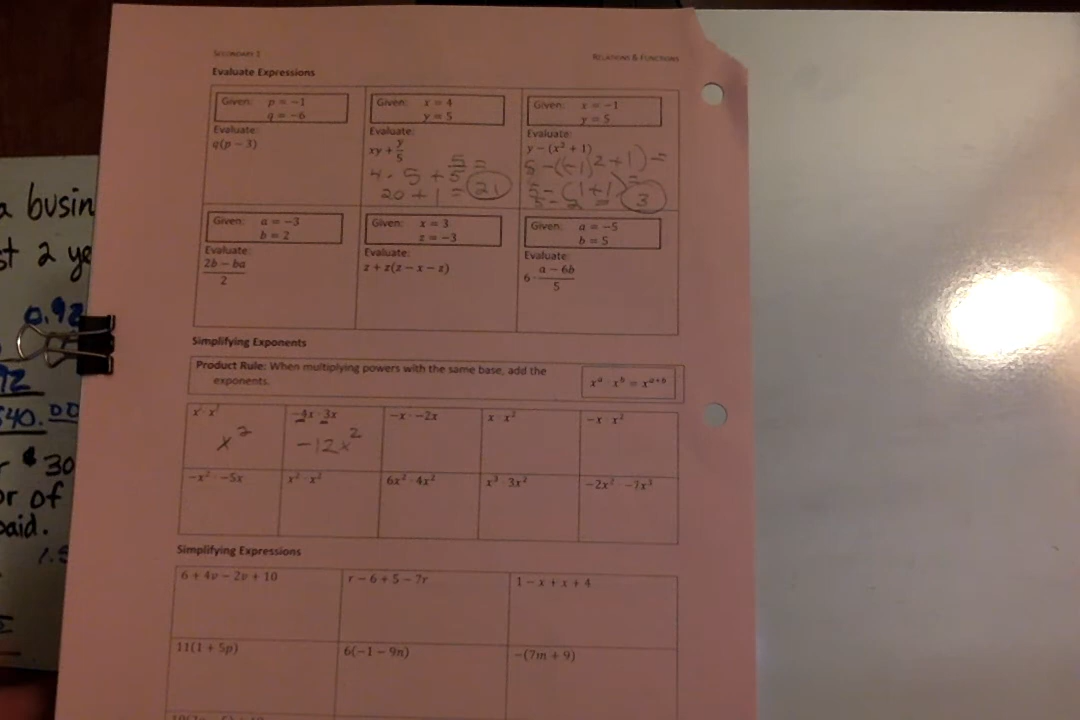 SECONDARY 1
RELATIONS & FUNCTIONS
Evaluate Expressions
Given: p = −1
q = −6
Evaluate:
q(p − 3)
Given: x = 4
y = 5
Evaluate:
xy + y/5
4 · 5 + 5/5 =
20 + 1 = 21
Given: x = −1
y = 5
Evaluate:
y − (x² + 1)
5 − ((−1)² + 1) =
5 − (1 + 1) =
5 − 2 = 3
Given: a = −3
b = 2
Evaluate:
2b − ba
2
Given: x = 3
z = −3
Evaluate:
z + z(z − x − z)
Given: a = −5
b = 5
Evaluate:
6 · a − 6b
5
Simplifying Exponents
Product Rule: When multiplying powers with the same base, add the
exponents.
xᵃ · xᵇ = xᵃ⁺ᵇ
x²
−4x · 3x
−12x²
−x · −2x
x · x²
−x · x²
−x² · −5x
x² · x²
6x² · 4x²
x³ · 3x²
−2x² · −7x³
Simplifying Expressions
6 + 4v − 2v + 10
r − 6 + 5 − 7r
1 − x + x + 4
11(1 + 5p)
6(−1 − 9n)
−(7m + 9)
a busin
st 2 ye
0.92
92
540.00
r $30
or of
paid.
1.5